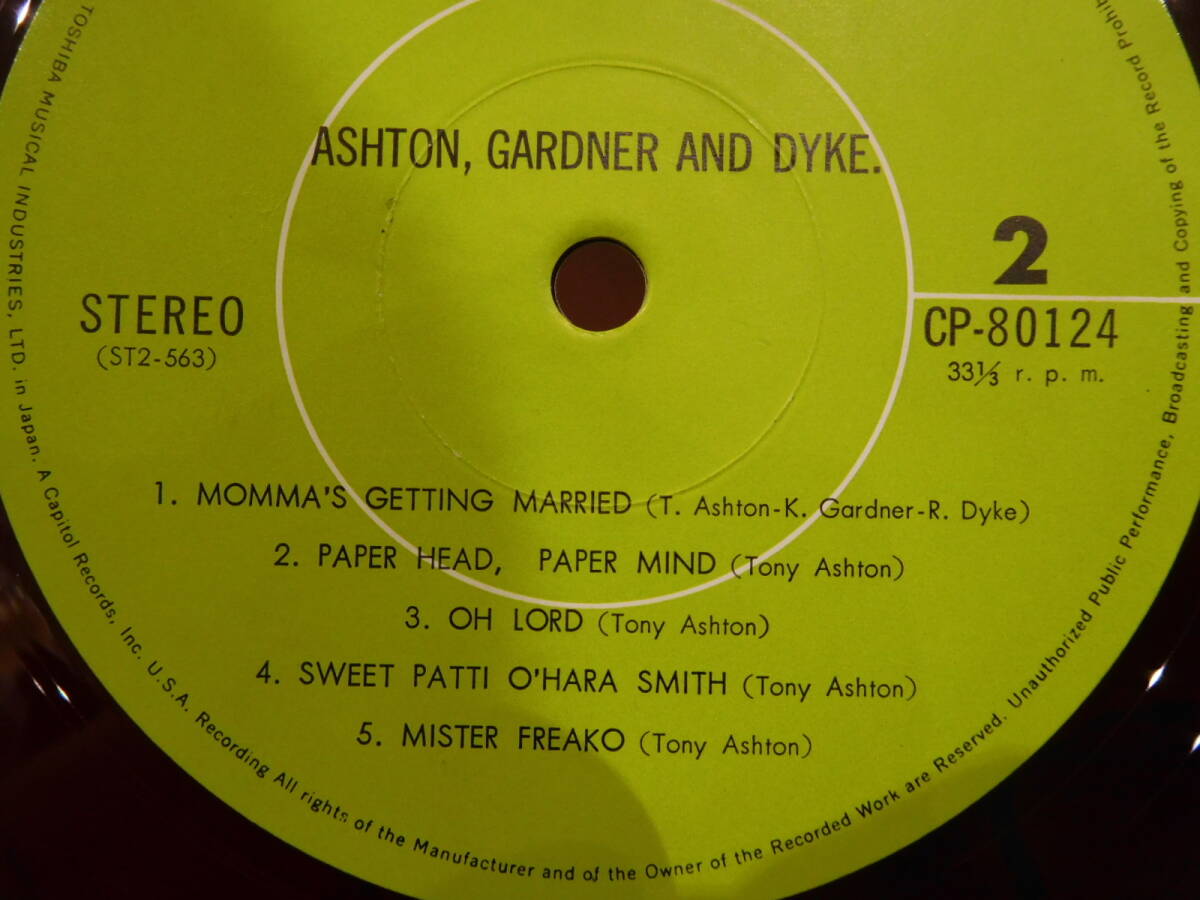 ASHTON, GARDNER AND DYKE.
2
STEREO
(ST2-563)
CP-80124
33⅓ r. p. m.
1. MOMMA'S GETTING MARRIED (T. Ashton-K. Gardner-R. Dyke)
2. PAPER HEAD, PAPER MIND (Tony Ashton)
3. OH LORD (Tony Ashton)
4. SWEET PATTI O'HARA SMITH (Tony Ashton)
5. MISTER FREAKO (Tony Ashton)
TOSHIBA MUSICAL INDUSTRIES, LTD. in Japan. A Capitol Records, Inc. U.S.A. Recording All rights of the Manufacturer and of the Owner of the Recorded Work are Reserved. Unauthorized Public Performance, Broadcasting and Copying of the Record